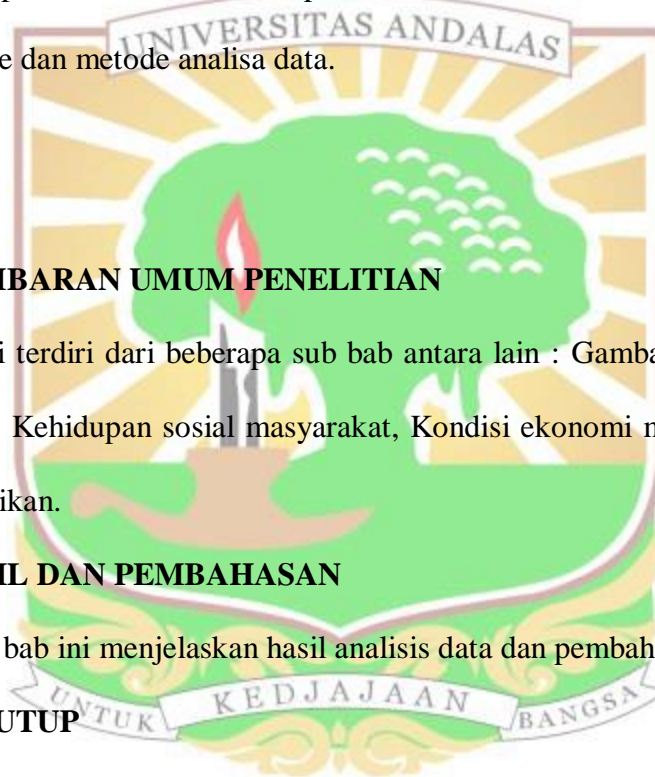 UNIVERSITAS ANDALAS
e dan metode analisa data.
IBARAN UMUM PENELITIAN
i terdiri dari beberapa sub bab antara lain : Gamba
Kehidupan sosial masyarakat, Kondisi ekonomi
ikan.
IL DAN PEMBAHASAN
bab ini menjelaskan hasil analisis data dan pembah
UNTUK KEDJAJAAN BANGSA
UTUP